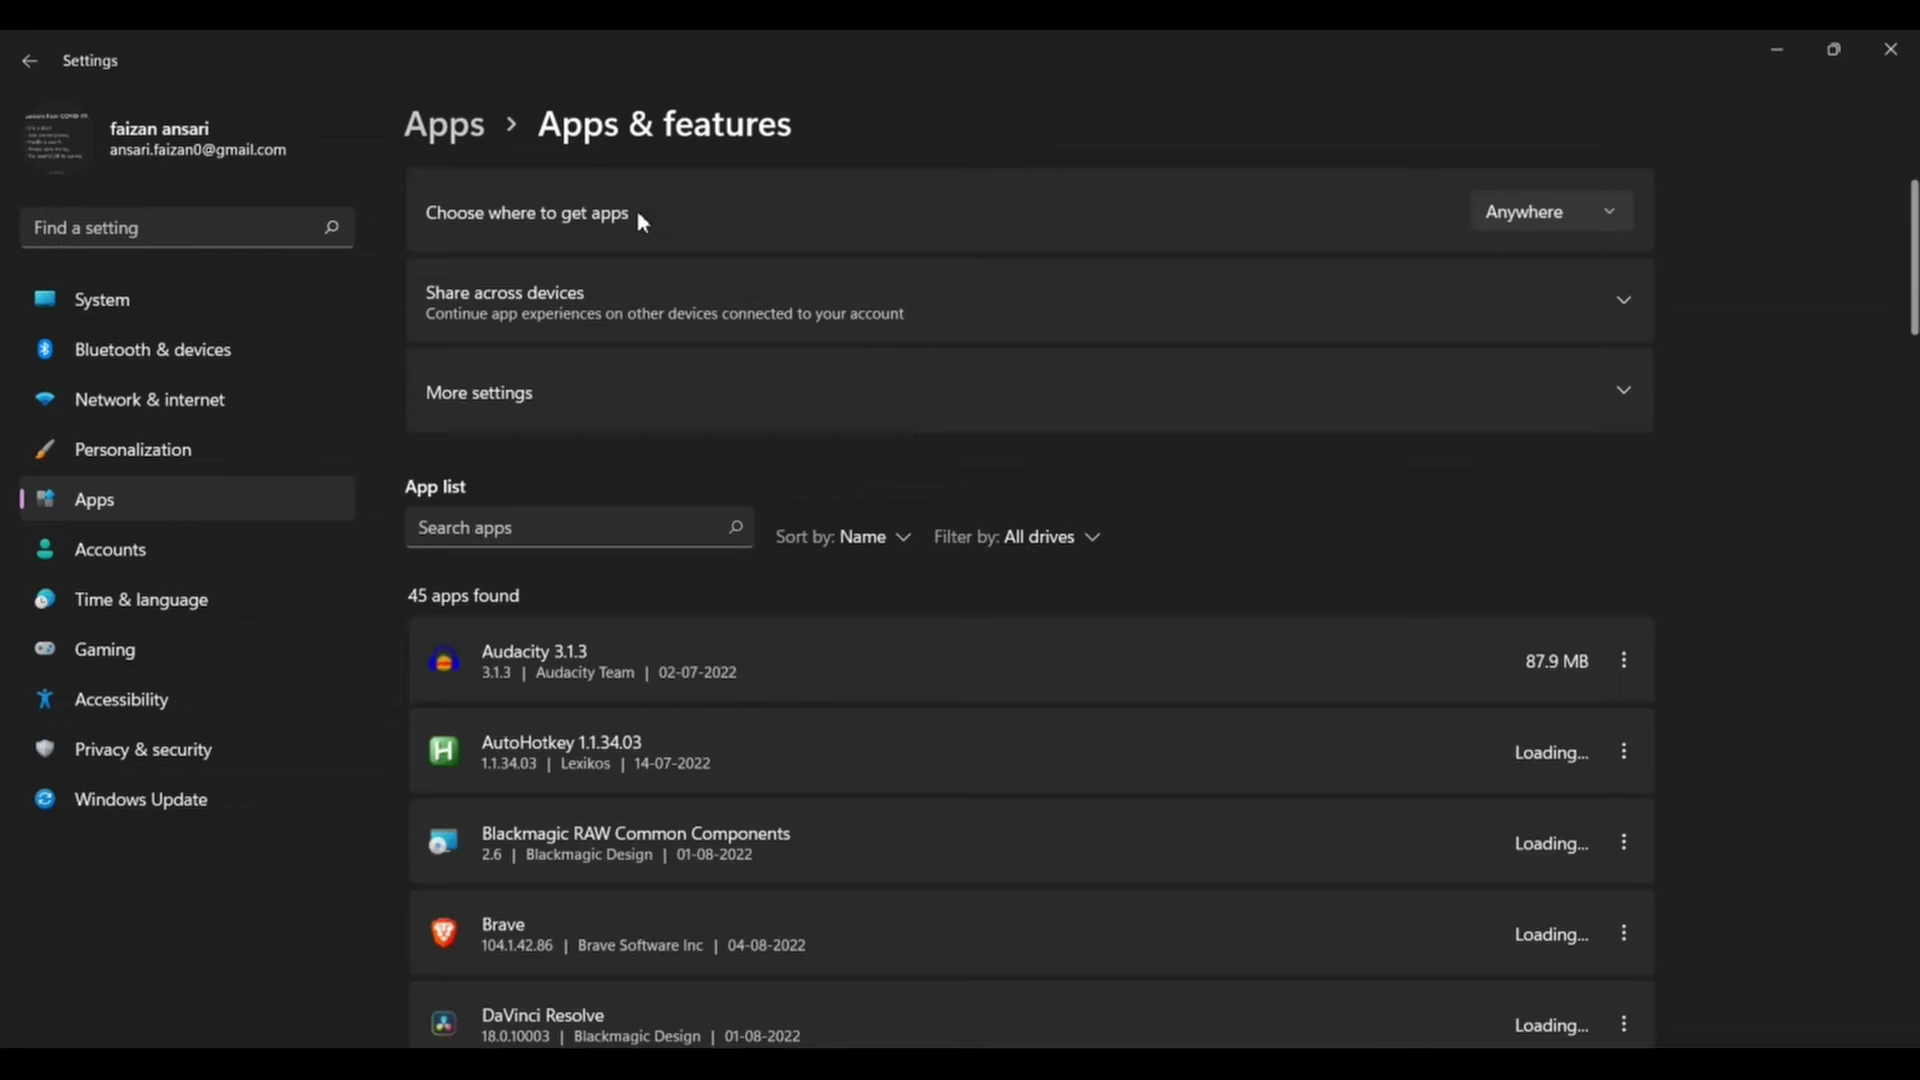 Settings
faizan ansari
ansari.faizan0@gmail.com
Find a setting
System
Bluetooth & devices
Network & internet
Personalization
Apps
Accounts
Time & language
Gaming
Accessibility
Privacy & security
Windows Update
Apps > Apps & features
Choose where to get apps
Anywhere
Share across devices
Continue app experiences on other devices connected to your account
More settings
App list
Search apps
Sort by: Name
Filter by: All drives
45 apps found
Audacity 3.1.3
3.1.3 | Audacity Team | 02-07-2022
87.9 MB
AutoHotkey 1.1.34.03
1.1.34.03 | Lexikos | 14-07-2022
Loading...
Blackmagic RAW Common Components
2.6 | Blackmagic Design | 01-08-2022
Loading...
Brave
104.1.42.86 | Brave Software Inc | 04-08-2022
Loading...
DaVinci Resolve
18.0.10003 | Blackmagic Design | 01-08-2022
Loading...